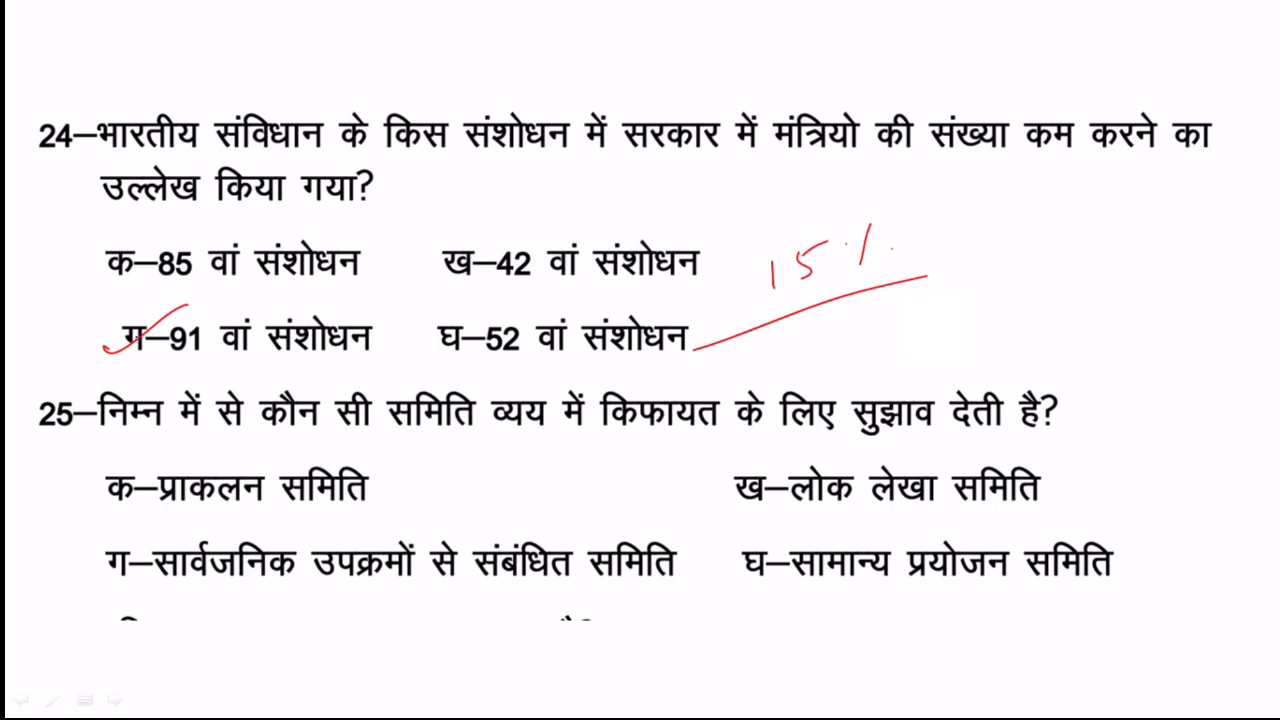 24–भारतीय संविधान के किस संशोधन में सरकार में मंत्रियो की संख्या कम करने का
उल्लेख किया गया?
क–85 वां संशोधन ख–42 वां संशोधन
15%
ग–91 वां संशोधन घ–52 वां संशोधन
25–निम्न में से कौन सी समिति व्यय में किफायत के लिए सुझाव देती है?
क–प्राकलन समिति ख–लोक लेखा समिति
ग–सार्वजनिक उपक्रमों से संबंधित समिति घ–सामान्य प्रयोजन समिति